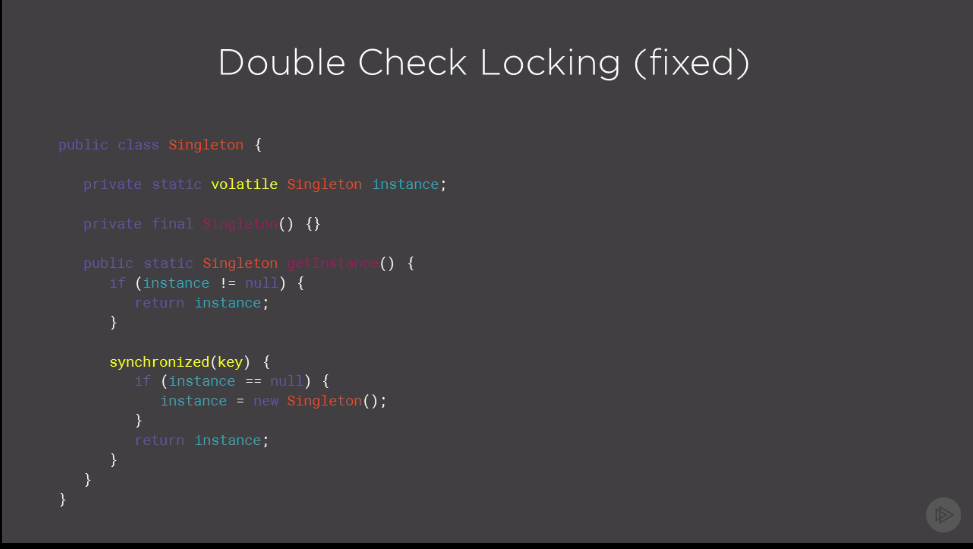 Double Check Locking (fixed)
public class Singleton {
private static volatile Singleton instance;
private final Singleton() {}
public static Singleton getInstance() {
if (instance != null) {
return instance;
}
synchronized(key) {
if (instance == null) {
instance = new Singleton();
}
return instance;
}
}
}